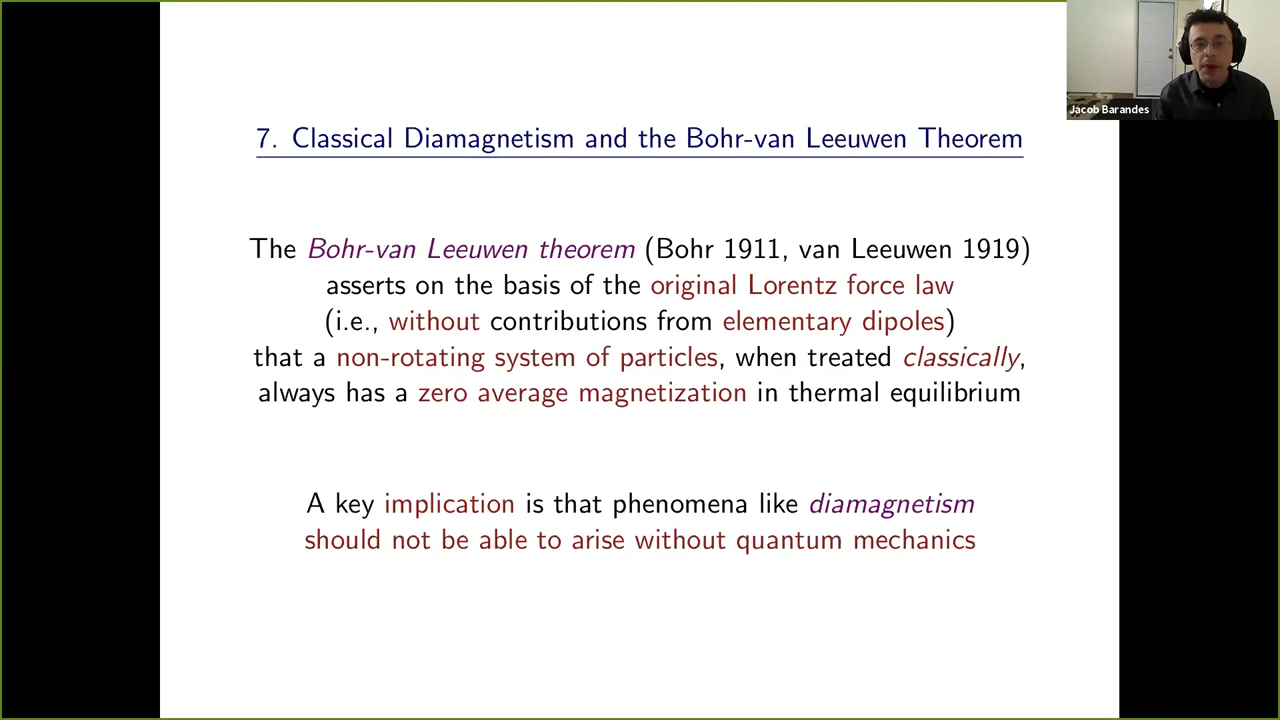 Jacob Barandes
7. Classical Diamagnetism and the Bohr-van Leeuwen Theorem
The Bohr-van Leeuwen theorem (Bohr 1911, van Leeuwen 1919)
asserts on the basis of the original Lorentz force law
(i.e., without contributions from elementary dipoles)
that a non-rotating system of particles, when treated classically,
always has a zero average magnetization in thermal equilibrium
A key implication is that phenomena like diamagnetism
should not be able to arise without quantum mechanics